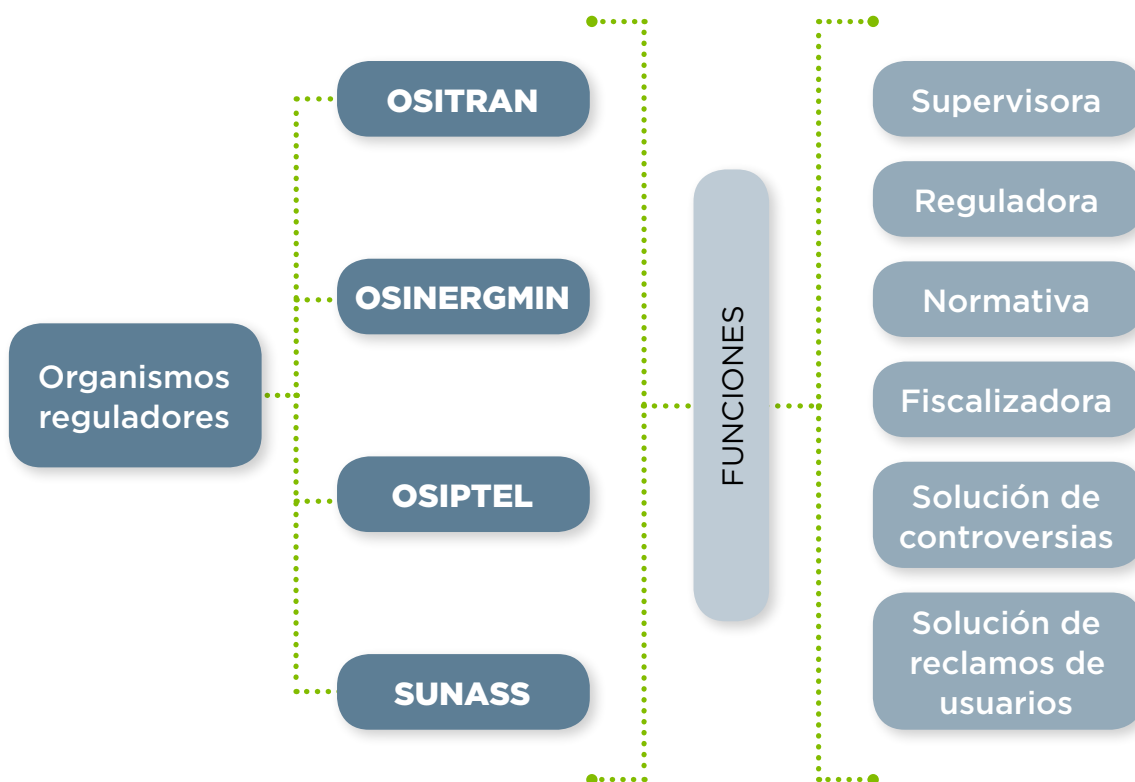 Organismos
reguladores
OSITRAN
OSINERGMIN
OSIPTEL
SUNASS
FUNCIONES
Supervisora
Reguladora
Normativa
Fiscalizadora
Solución de
controversias
Solución de
reclamos de
usuarios